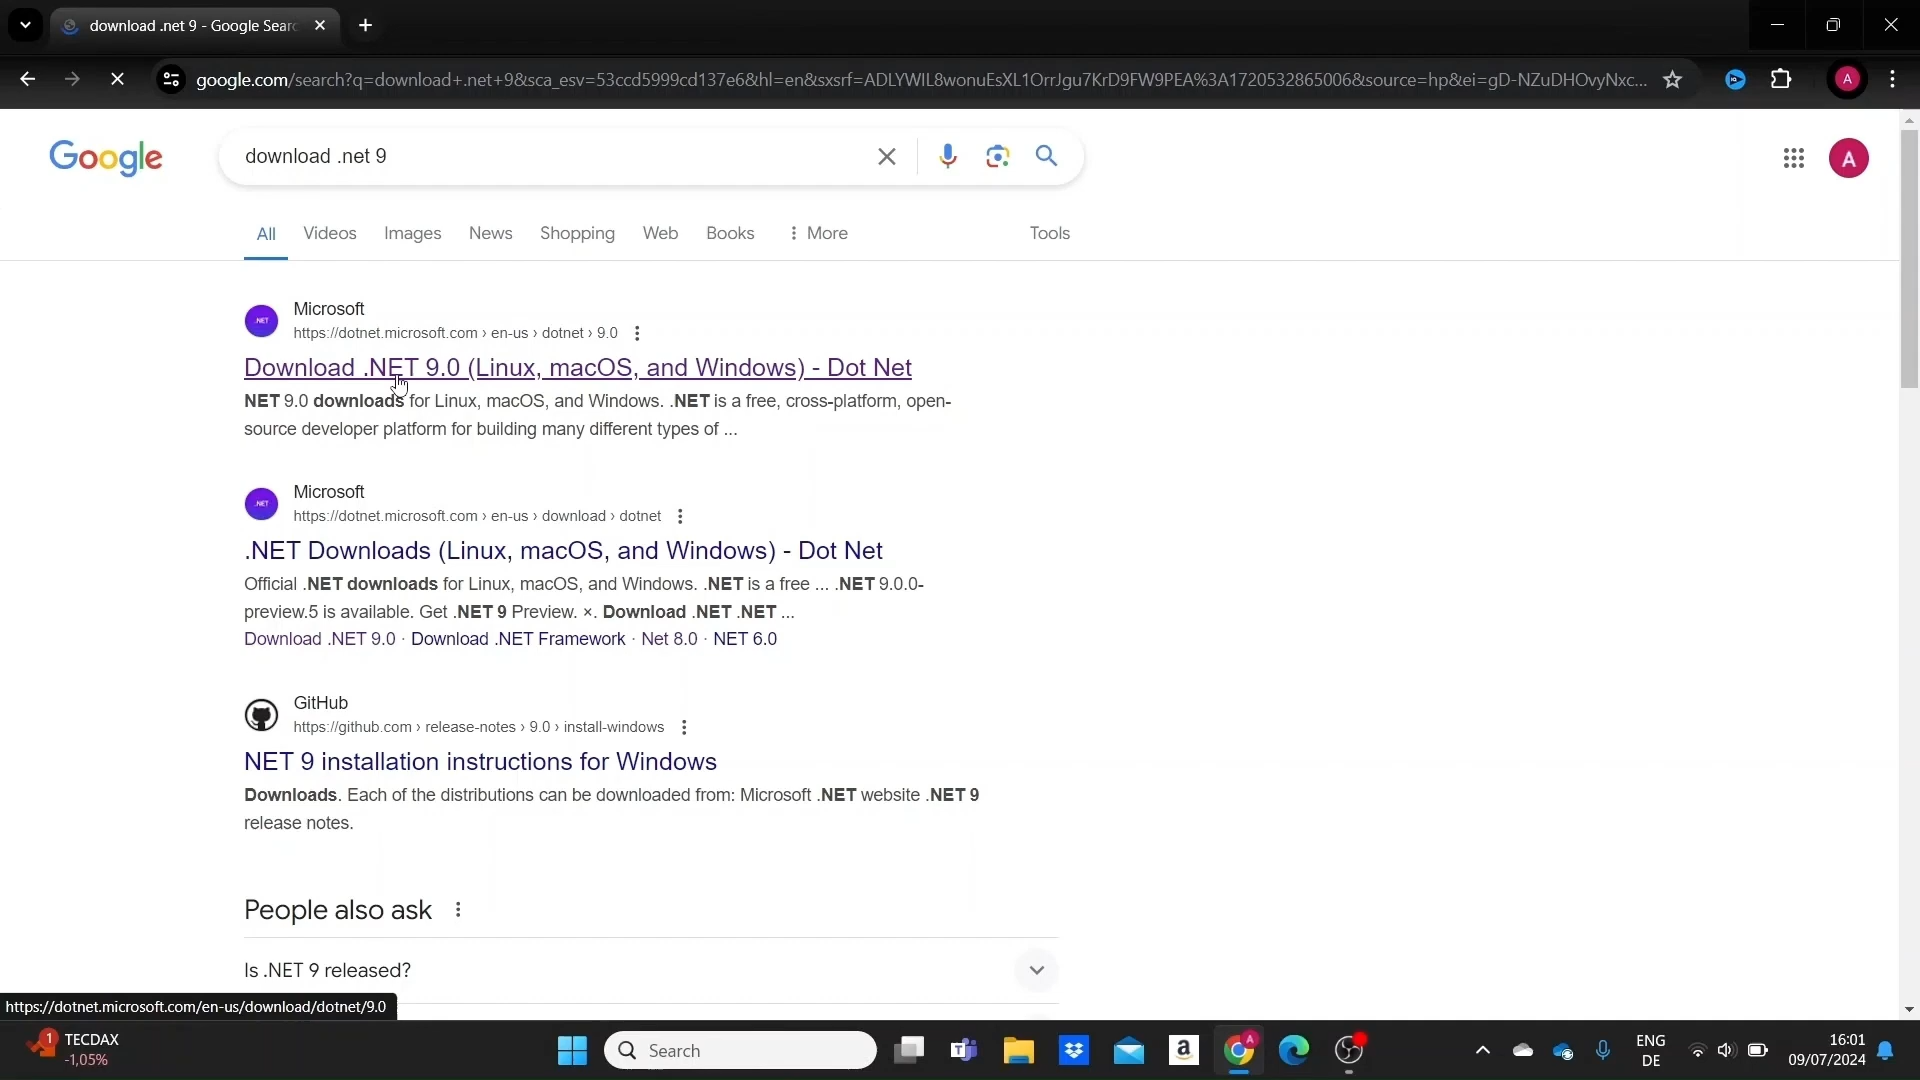 download .net 9 - Google Sear
google.com/search?q=download+.net+9&sca_esv=53ccd5999cd137e6&hl=en&sxsrf=ADLYWIL8wonuEsXL1OrrJgu7KrD9FW9PEA%3A1720532865006&source=hp&ei=gD-NZuDHOvyNxc...
A
Google
download .net 9
A
All Videos Images News Shopping Web Books More Tools
Microsoft
.NET
https://dotnet.microsoft.com › en-us › dotnet › 9.0
Download .NET 9.0 (Linux, macOS, and Windows) - Dot Net
NET 9.0 downloads for Linux, macOS, and Windows. .NET is a free, cross-platform, open-
source developer platform for building many different types of ...
Microsoft
.NET
https://dotnet.microsoft.com › en-us › download › dotnet
.NET Downloads (Linux, macOS, and Windows) - Dot Net
Official .NET downloads for Linux, macOS, and Windows. .NET is a free ... .NET 9.0.0-
preview.5 is available. Get .NET 9 Preview. ×. Download .NET .NET ...
Download .NET 9.0 · Download .NET Framework · Net 8.0 · NET 6.0
GitHub
https://github.com › release-notes › 9.0 › install-windows
NET 9 installation instructions for Windows
Downloads. Each of the distributions can be downloaded from: Microsoft .NET website .NET 9
release notes.
People also ask
Is .NET 9 released?
https://dotnet.microsoft.com/en-us/download/dotnet/9.0
1 TECDAX
-1,05%
Search
a
A
ENG
DE
16:01
09/07/2024